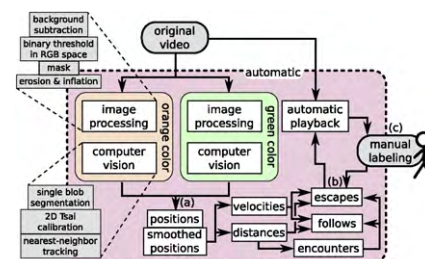 background
subtraction
binary threshold
in RGB space
mask
erosion & inflation
original
video
automatic
image
processing
computer
vision
orange color
image
processing
computer
vision
green color
automatic
playback
(c)
manual
labeling
single blob
segmentation
2D Tsai
calibration
nearest-neighbor
tracking
(a)
positions
smoothed
positions
velocities
distances
(b)
escapes
follows
encounters